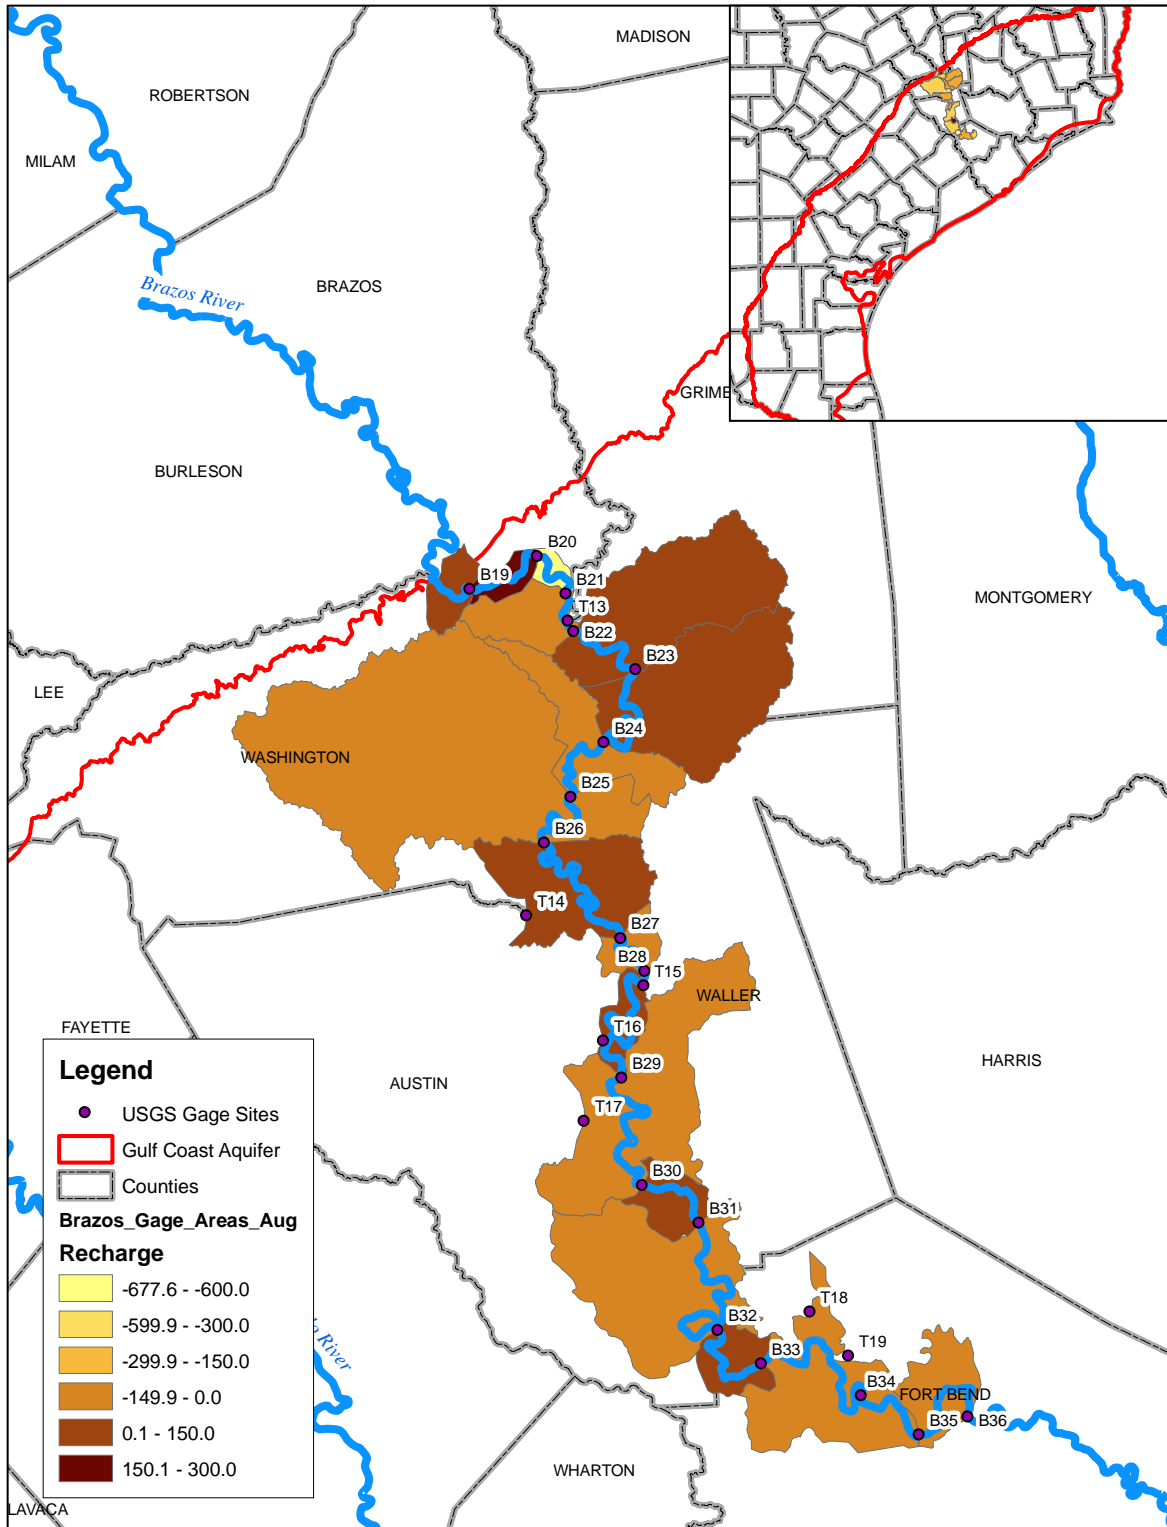 MADISON
ROBERTSON
MILAM
Brazos River
BRAZOS
GRIME
BURLESON
B20
B19
B21
T13
B22
MONTGOMERY
B23
LEE
B24
WASHINGTON
B25
B26
T14
B27
B28
T15
WALLER
FAYETTE
T16
HARRIS
B29
AUSTIN
T17
B30
B31
T18
B32
T19
B33
B34
FORT BEND
B35
B36
WHARTON
LAVACA
do River
Legend
USGS Gage Sites
Gulf Coast Aquifer
Counties
Brazos_Gage_Areas_Aug
Recharge
-677.6 - -600.0
-599.9 - -300.0
-299.9 - -150.0
-149.9 - 0.0
0.1 - 150.0
150.1 - 300.0